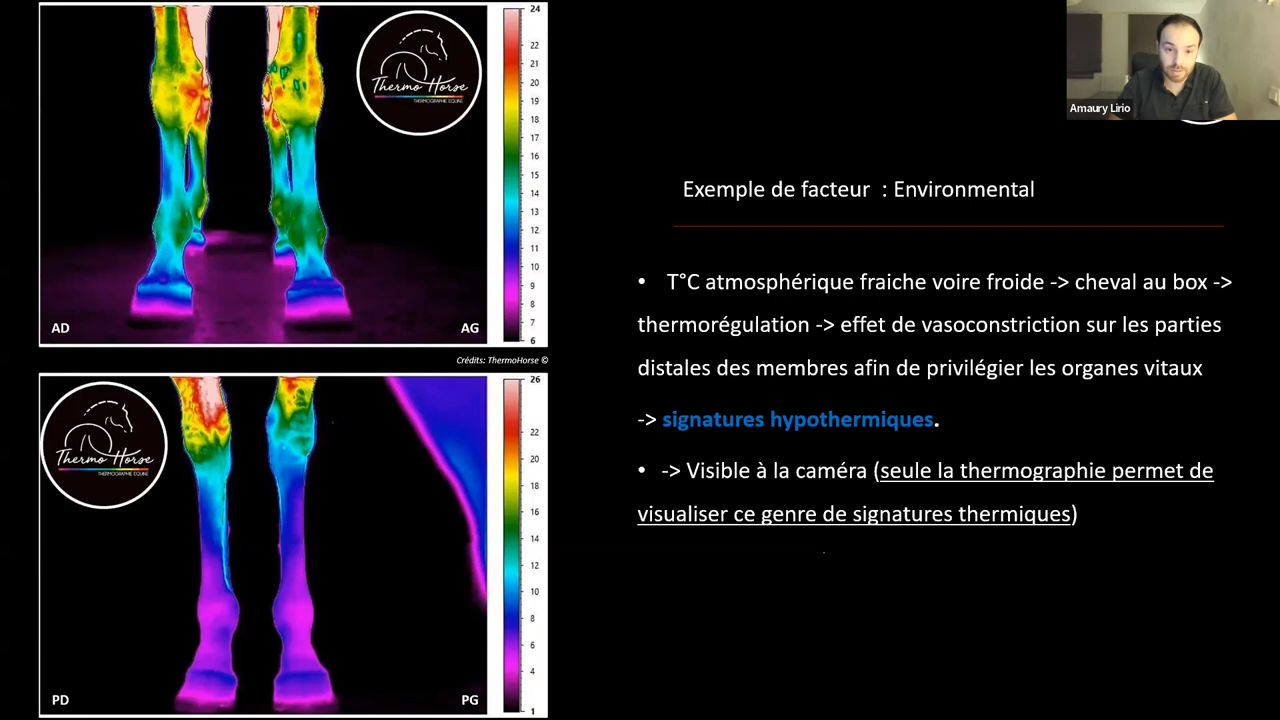 24
22
21
20
19
18
17
16
15
14
13
12
11
10
9
8
7
6
Thermo Horse
THERMOGRAPHIE EQUINE
AD
AG
Crédits: ThermoHorse ©
26
22
20
18
16
14
12
10
8
6
4
1
Thermo Horse
THERMOGRAPHIE EQUINE
PD
PG
Amaury Lirio
Exemple de facteur : Environmental
• T°C atmosphérique fraiche voire froide -> cheval au box ->
thermorégulation -> effet de vasoconstriction sur les parties
distales des membres afin de privilégier les organes vitaux
-> signatures hypothermiques.
• -> Visible à la caméra (seule la thermographie permet de
visualiser ce genre de signatures thermiques)